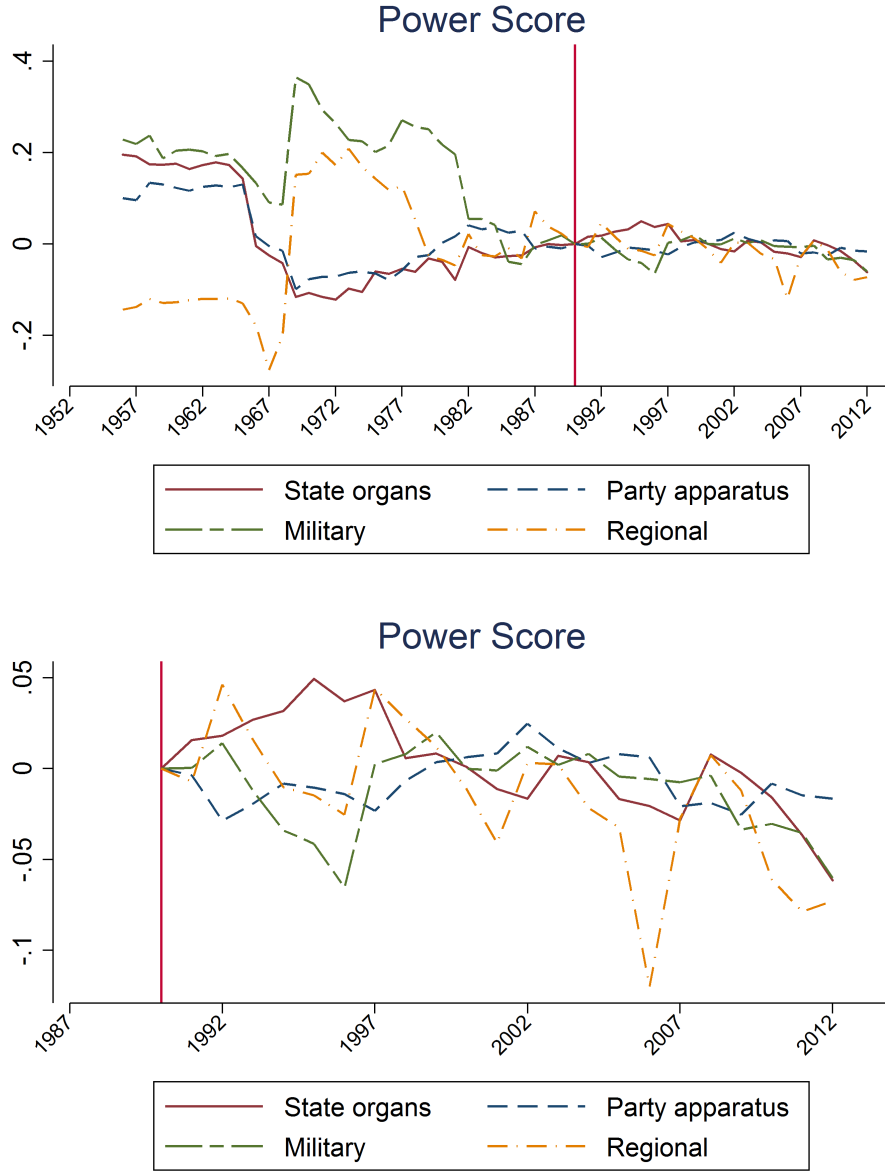 Power Score
.4
.2
0
-.2
1952 1957 1962 1967 1972 1977 1982 1987 1992 1997 2002 2007 2012
State organs Party apparatus
Military Regional
Power Score
.05
0
-.05
-.1
1987 1992 1997 2002 2007 2012
State organs Party apparatus
Military Regional